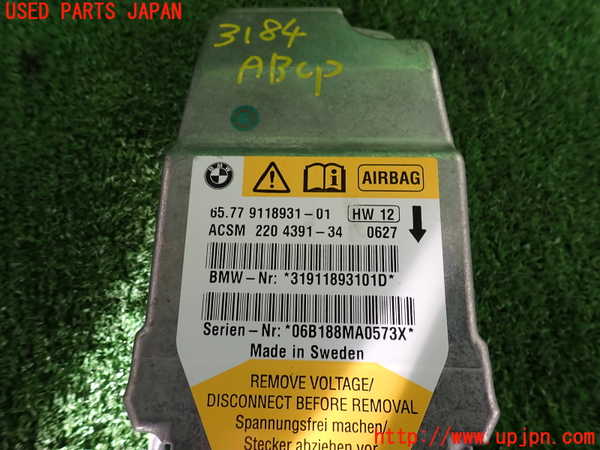 USED PARTS JAPAN
3184
ABCP
BMW
AIRBAG
65.77 9118931-01 HW 12
ACSM 220 4391-34 0627
BMW-Nr: *31911893101D*
Serien-Nr: *06B188MA0573X*
Made in Sweden
REMOVE VOLTAGE/
DISCONNECT BEFORE REMOVAL
Spannungsfrei machen/
Stecker abziehen vor
http://www.upjpn.com/